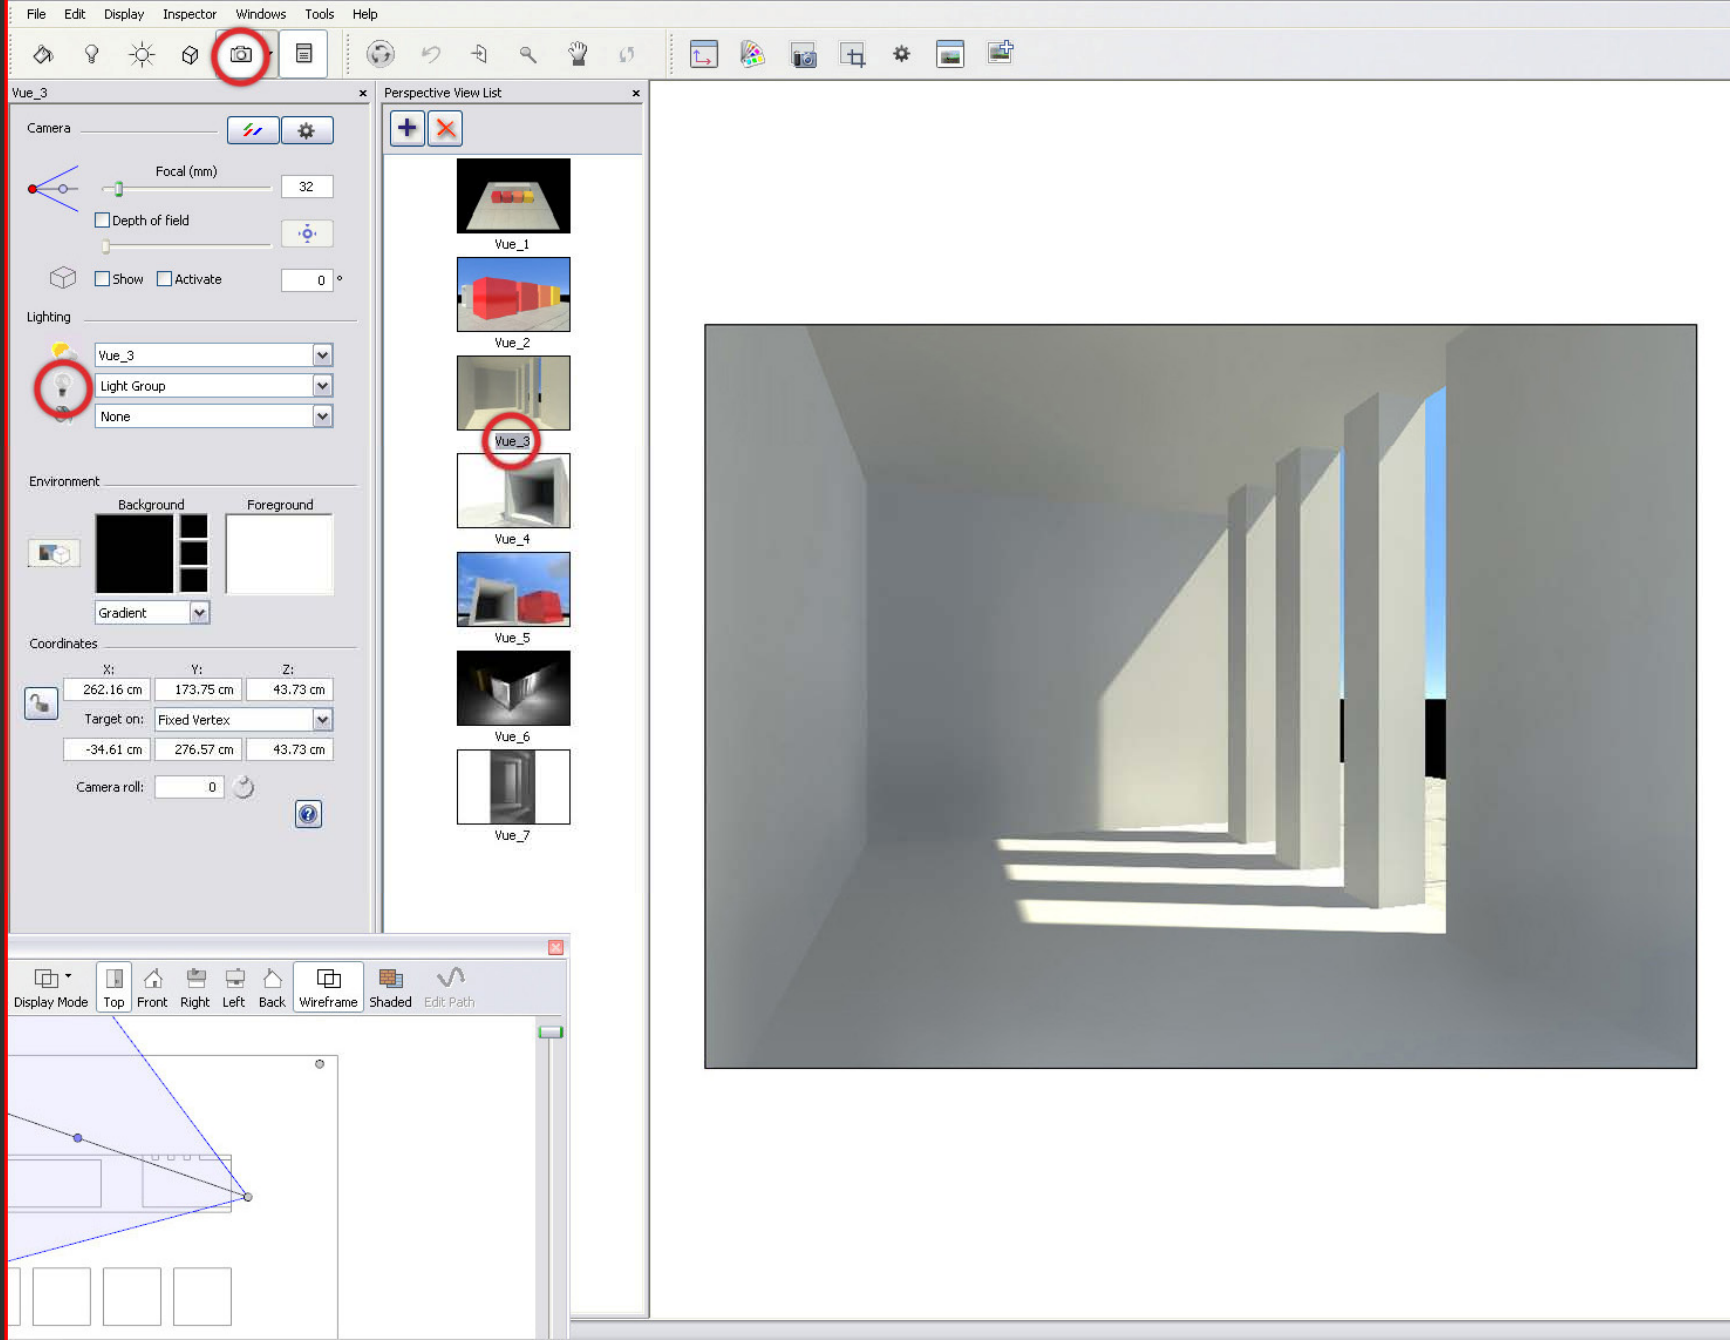 File Edit Display Inspector Windows Tools Help
Vue_3
Perspective View List
Camera
Focal (mm)
32
Depth of field
Show Activate 0 °
Lighting
Vue_3
Light Group
None
Environment
Background Foreground
Gradient
Coordinates
X: Y: Z:
262.16 cm 173.75 cm 43.73 cm
Target on: Fixed Vertex
-34.61 cm 276.57 cm 43.73 cm
Camera roll: 0
Vue_1
Vue_2
Vue_3
Vue_4
Vue_5
Vue_6
Vue_7
Display Mode Top Front Right Left Back Wireframe Shaded Edit Path